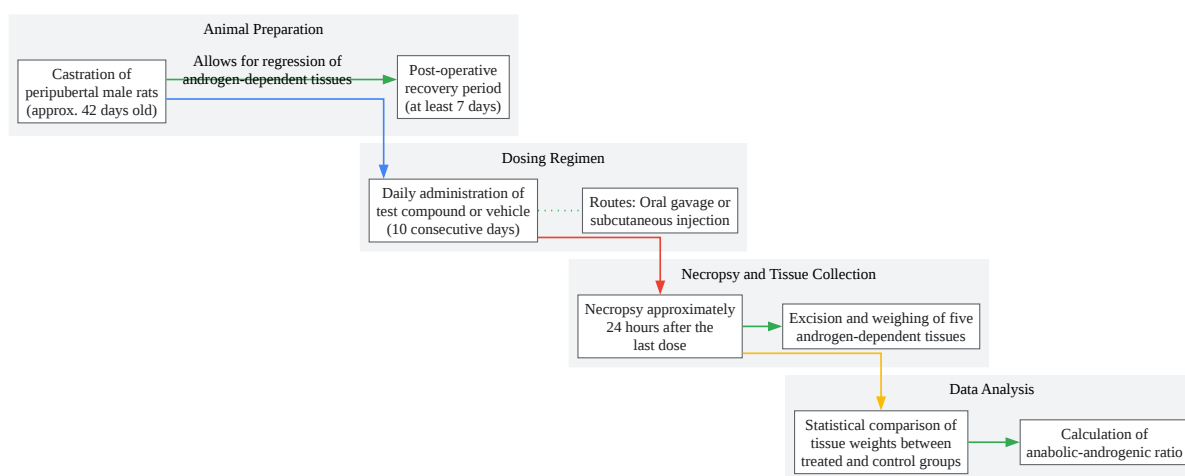 Animal Preparation
Castration of
peripubertal male rats
(approx. 42 days old)
Allows for regression of
androgen-dependent tissues
Post-operative
recovery period
(at least 7 days)
Dosing Regimen
Daily administration of
test compound or vehicle
(10 consecutive days)
Routes: Oral gavage or
subcutaneous injection
Necropsy and Tissue Collection
Necropsy approximately
24 hours after the
last dose
Excision and weighing of five
androgen-dependent tissues
Data Analysis
Statistical comparison of
tissue weights between
treated and control groups
Calculation of
anabolic-androgenic ratio